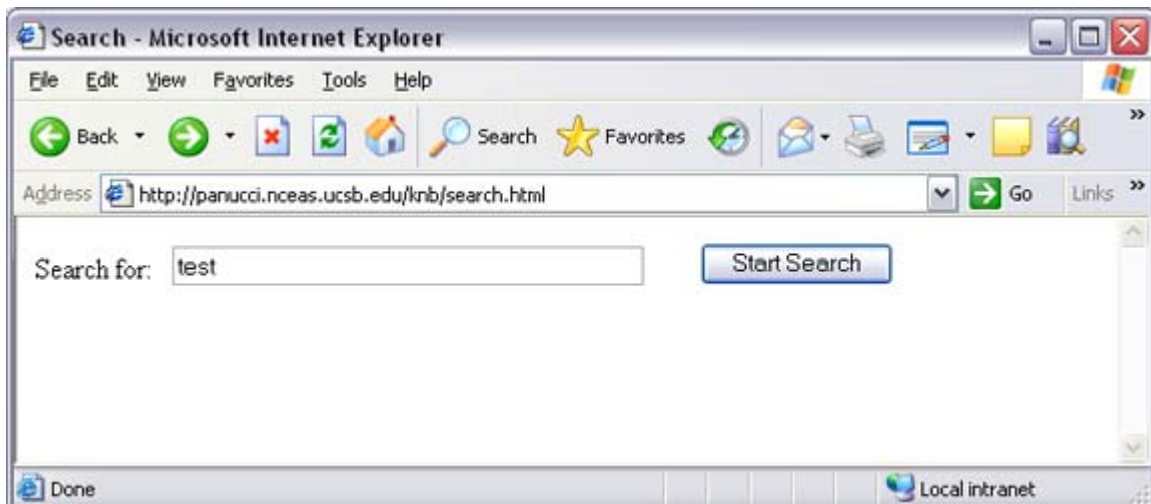 Search - Microsoft Internet Explorer
File Edit View Favorites Tools Help
Back Search Favorites »
Address http://panucci.nceas.ucsb.edu/knb/search.html Go Links »
Search for: test Start Search
Done Local intranet